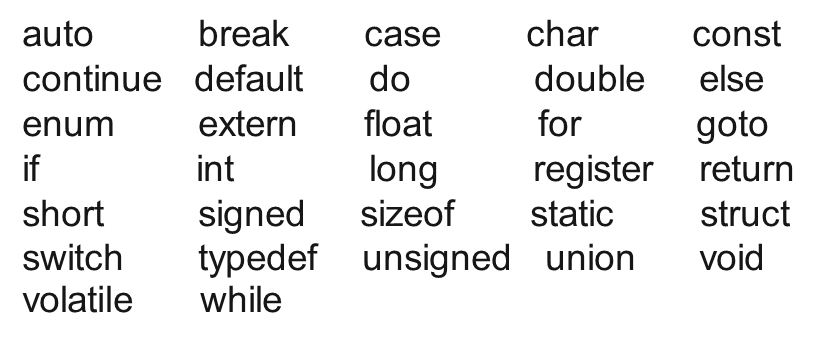 auto break case char const
continue default do double else
enum extern float for goto
if int long register return
short signed sizeof static struct
switch typedef unsigned union void
volatile while